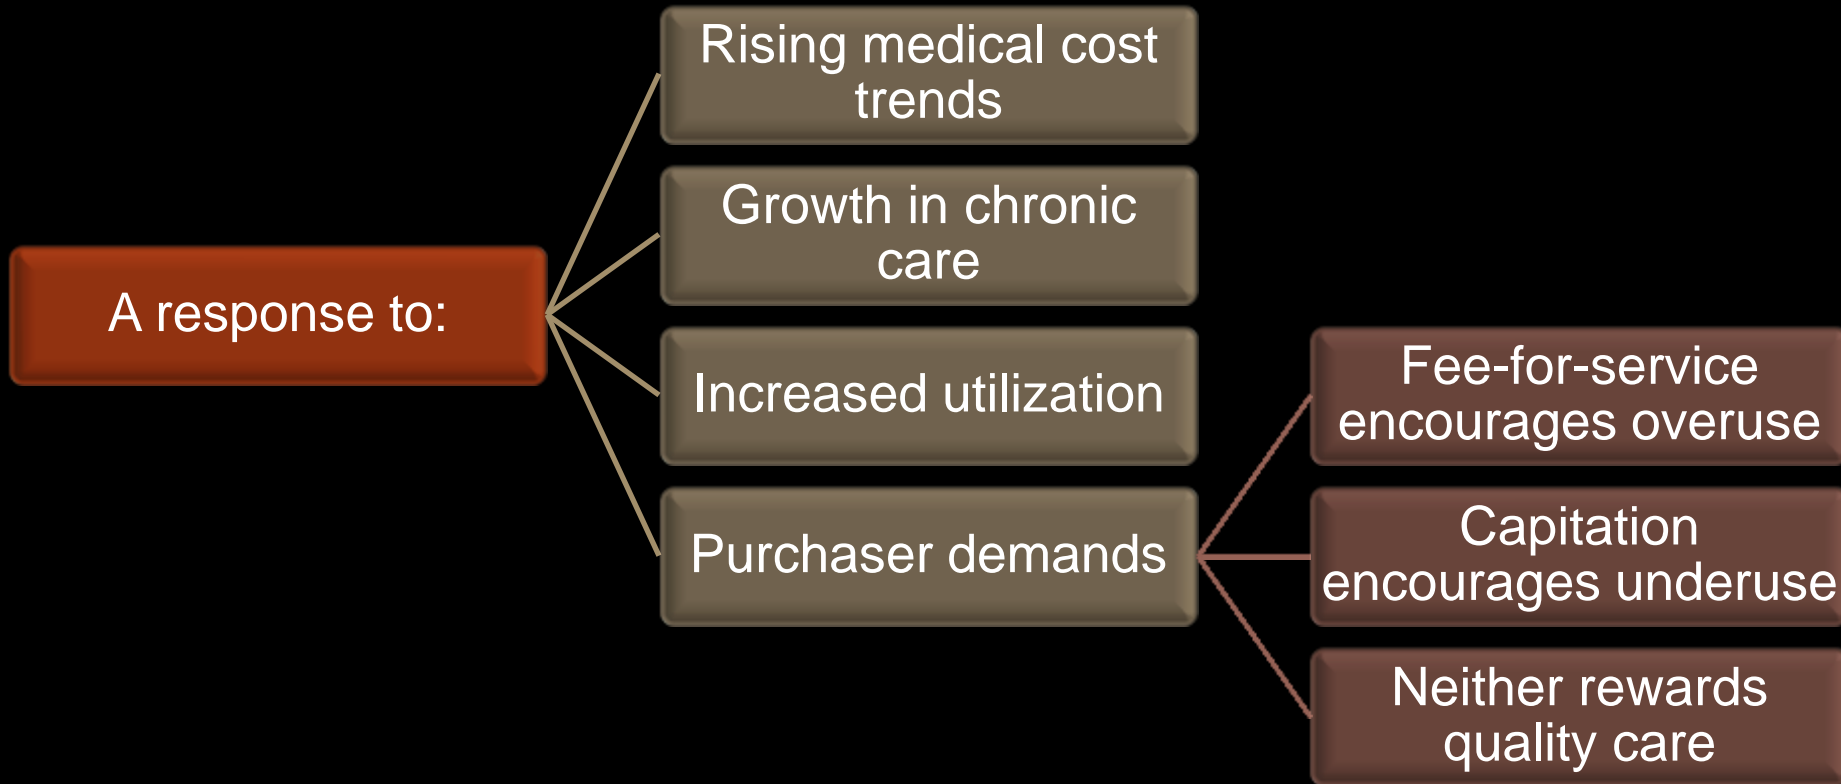 A response to:
Rising medical cost
trends
Growth in chronic
care
Increased utilization
Purchaser demands
Fee-for-service
encourages overuse
Capitation
encourages underuse
Neither rewards
quality care